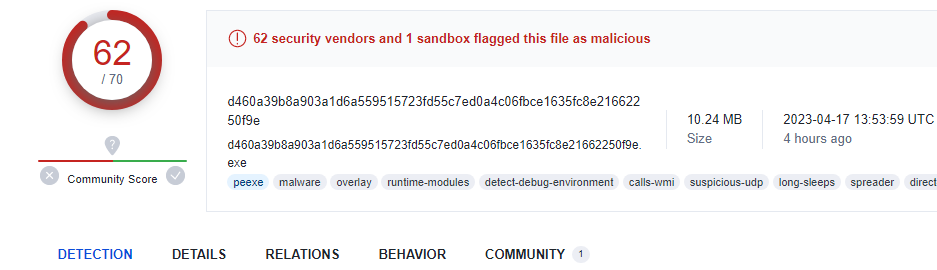 62
/ 70
Community Score
62 security vendors and 1 sandbox flagged this file as malicious
d460a39b8a903a1d6a559515723fd55c7ed0a4c06fbce1635fc8e216622
50f9e
d460a39b8a903a1d6a559515723fd55c7ed0a4c06fbce1635fc8e21662250f9e.
exe
10.24 MB
Size
2023-04-17 13:53:59 UTC
4 hours ago
peexe malware overlay runtime-modules detect-debug-environment calls-wmi suspicious-udp long-sleeps spreader direct
DETECTION DETAILS RELATIONS BEHAVIOR COMMUNITY 1